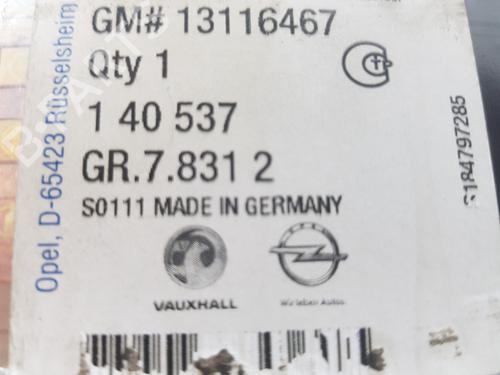 GM# 13116467
Qty 1
1 40 537
GR.7.831 2
S0111 MADE IN GERMANY
VAUXHALL
Wir leben Autos.
Opel, D-65423 Rüsselsheim
S184797285